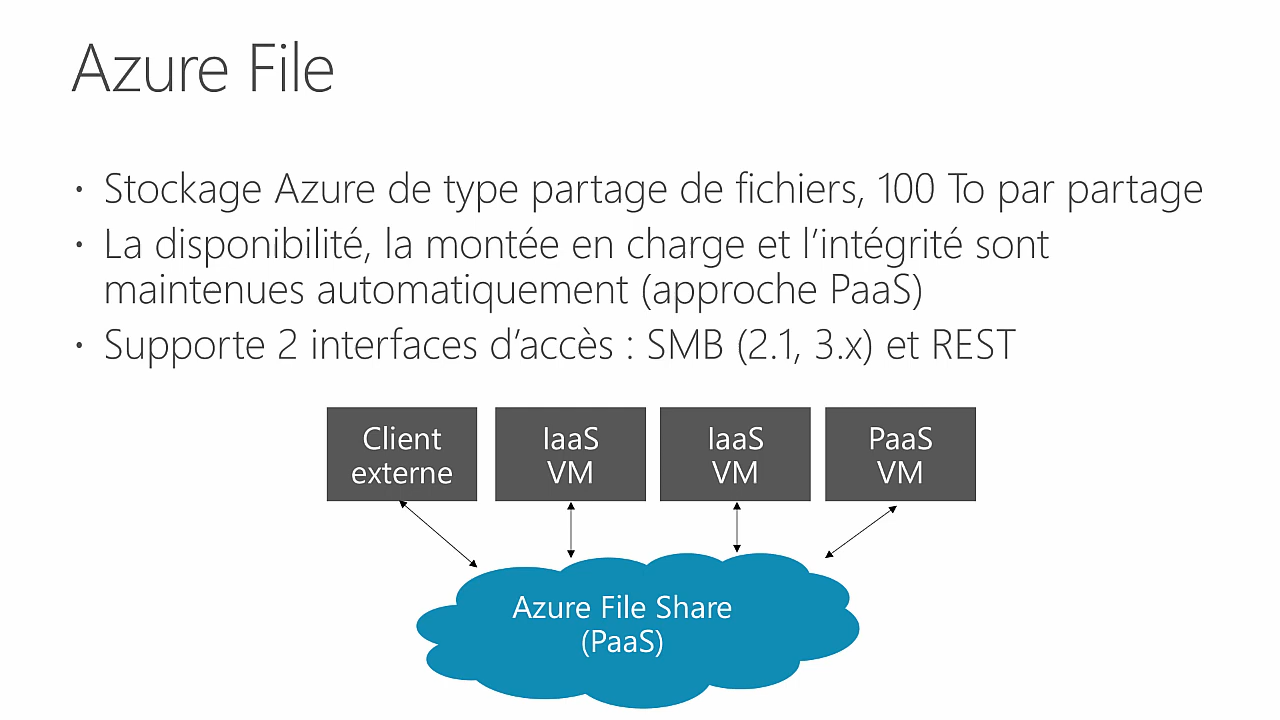 Azure File
• Stockage Azure de type partage de fichiers, 100 To par partage
• La disponibilité, la montée en charge et l’intégrité sont
maintenues automatiquement (approche PaaS)
• Supporte 2 interfaces d’accès : SMB (2.1, 3.x) et REST
Client
externe
IaaS
VM
IaaS
VM
PaaS
VM
Azure File Share
(PaaS)